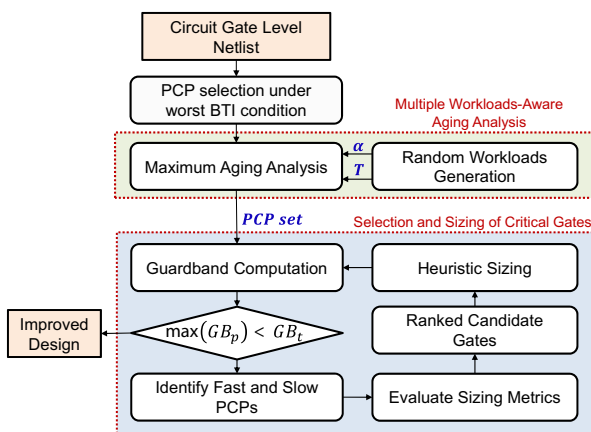 Circuit Gate Level
Netlist
PCP selection under
worst BTI condition
Multiple Workloads-Aware
Aging Analysis
Maximum Aging Analysis
α
T
Random Workloads
Generation
PCP set
Selection and Sizing of Critical Gates
Guardband Computation
Heuristic Sizing
Improved
Design
max(GB_p) < GB_t
Ranked Candidate
Gates
Identify Fast and Slow
PCPs
Evaluate Sizing Metrics